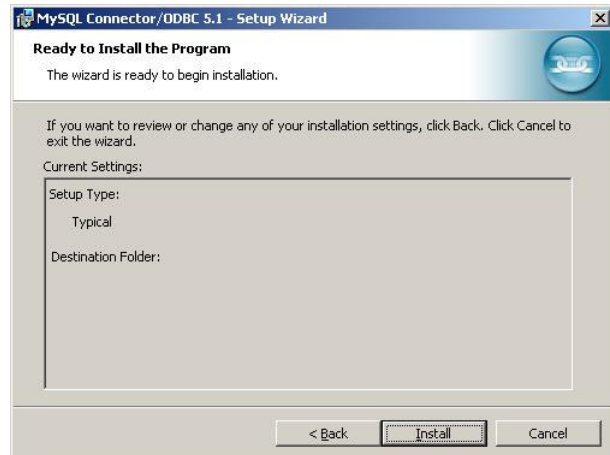 MySQL Connector/ODBC 5.1 - Setup Wizard
Ready to Install the Program
The wizard is ready to begin installation.
If you want to review or change any of your installation settings, click Back. Click Cancel to
exit the wizard.
Current Settings:
Setup Type:
Typical
Destination Folder:
< Back
Install
Cancel